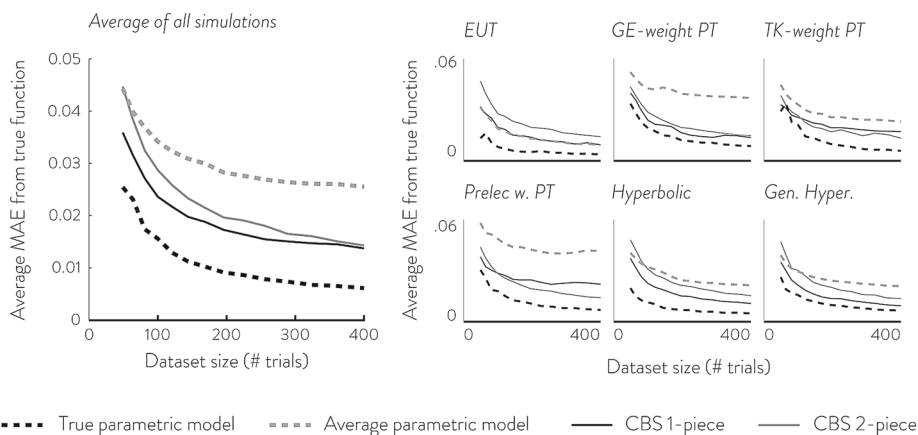 Average of all simulations
Average MAE from true function
0.05
0.04
0.03
0.02
0.01
0
0 100 200 300 400
Dataset size (# trials)
EUT GE-weight PT TK-weight PT
Average MAE from true function
.06
0
Prelec w. PT Hyperbolic Gen. Hyper.
.06
0
0 400 400 400
Dataset size (# trials)
True parametric model Average parametric model CBS 1-piece CBS 2-piece